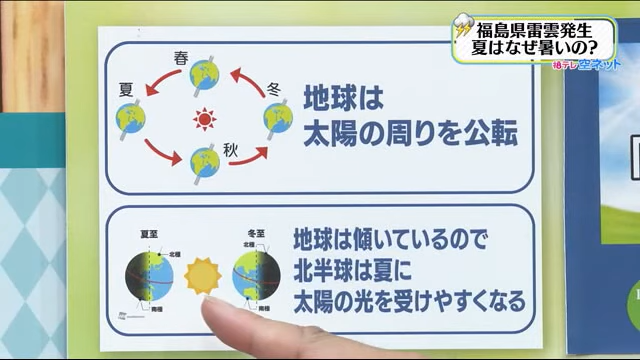 福島県雷雲発生
夏はなぜ暑いの?
福テレ空ネット
春
夏
冬
秋
地球は
太陽の周りを公転
夏至
北極
南極
冬至
北極
南極
地球は傾いているので
北半球は夏に
太陽の光を受けやすくなる